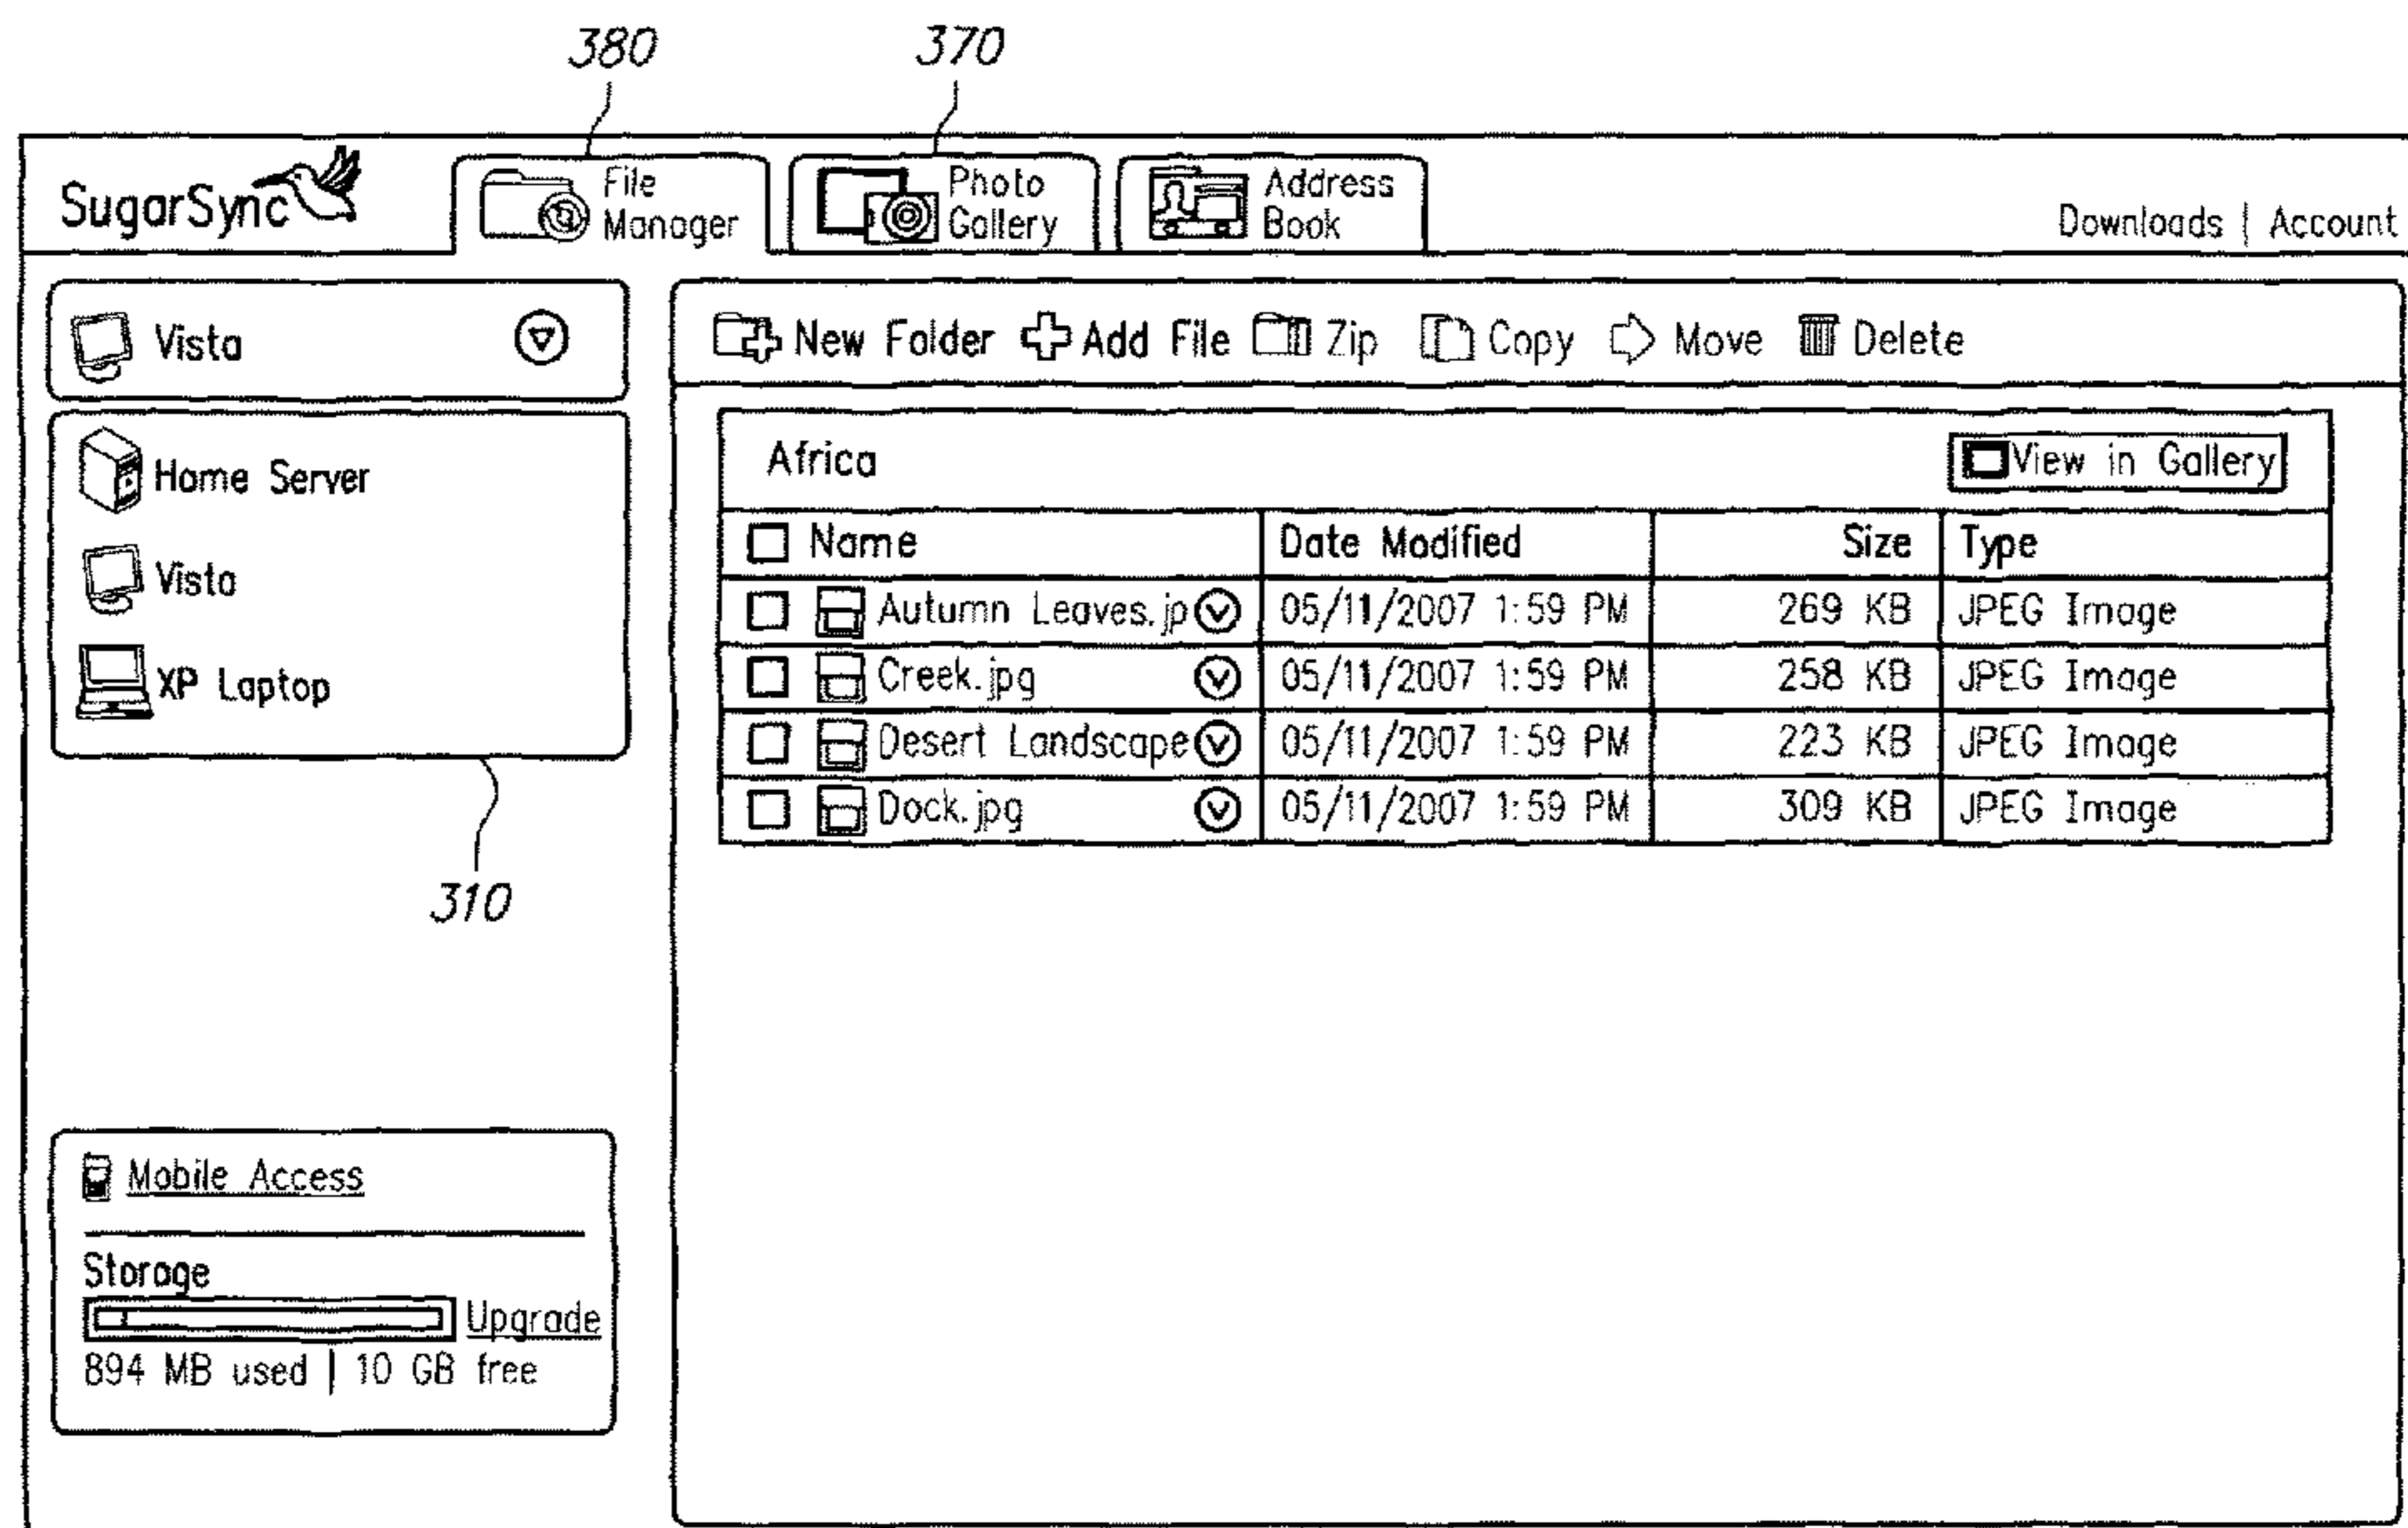 380 370
SugarSync
File
Manager
Photo
Gallery
Address
Book
Downloads | Account
Vista
Home Server
Vista
XP Laptop
310
Mobile Access
Storage
Upgrade
894 MB used | 10 GB free
New Folder Add File Zip Copy Move Delete
Africa View in Gallery
Name Date Modified Size Type
Autumn Leaves.jp 05/11/2007 1:59 PM 269 KB JPEG Image
Creek.jpg 05/11/2007 1:59 PM 258 KB JPEG Image
Desert Landscape 05/11/2007 1:59 PM 223 KB JPEG Image
Dock.jpg 05/11/2007 1:59 PM 309 KB JPEG Image